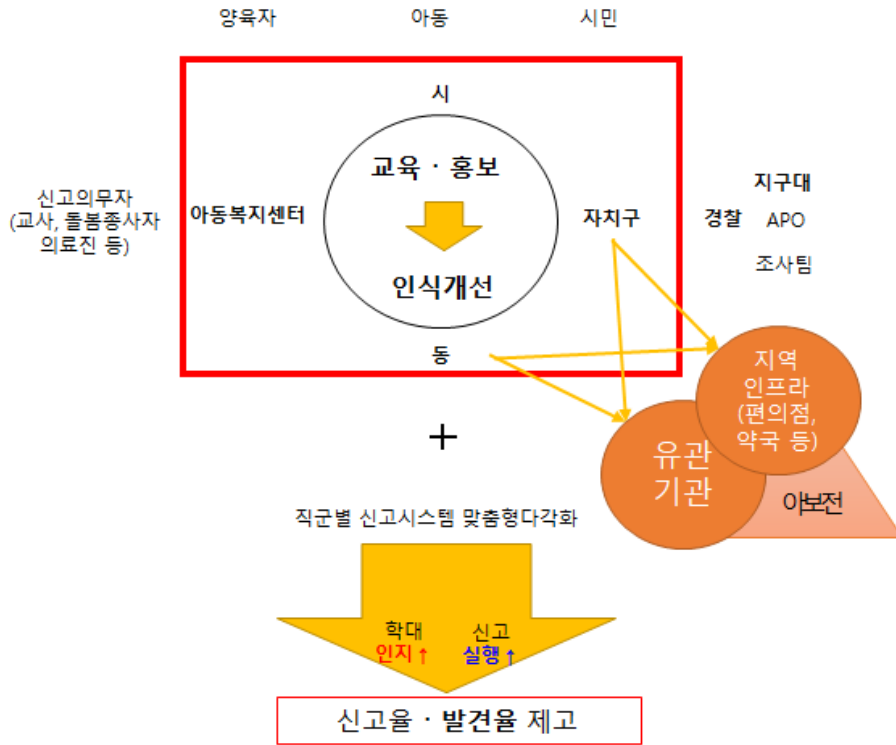 양육자 아동 시민
시
교육 · 홍보
지구대
신고의무자
(교사, 돌봄종사자
의료진 등)
아동복지센터
자치구
경찰 APO
조사팀
인식개선
동
지역
인프라
(편의점,
약국 등)
+
유관
기관
아보전
직군별 신고시스템 맞춤형다각화
학대 신고
인지↑ 실행↑
신고율 · 발견율 제고